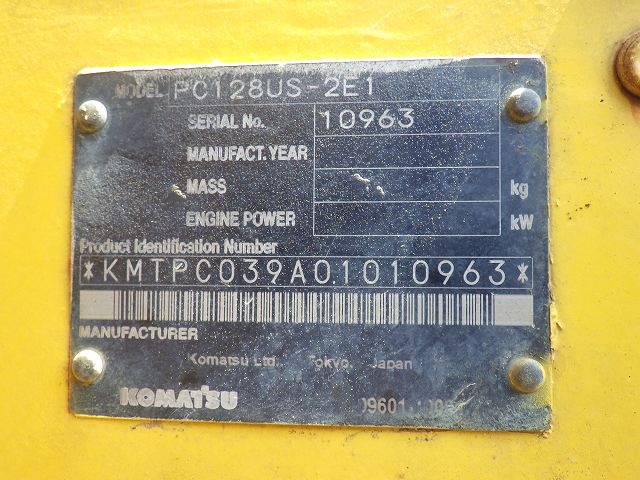 MODEL PC128US-2E1
SERIAL No. 10963
MANUFACT. YEAR
MASS kg
ENGINE POWER kW
Product Identification Number
*KMTPC039A01010963*
MANUFACTURER
Komatsu Ltd. Tokyo, Japan
KOMATSU